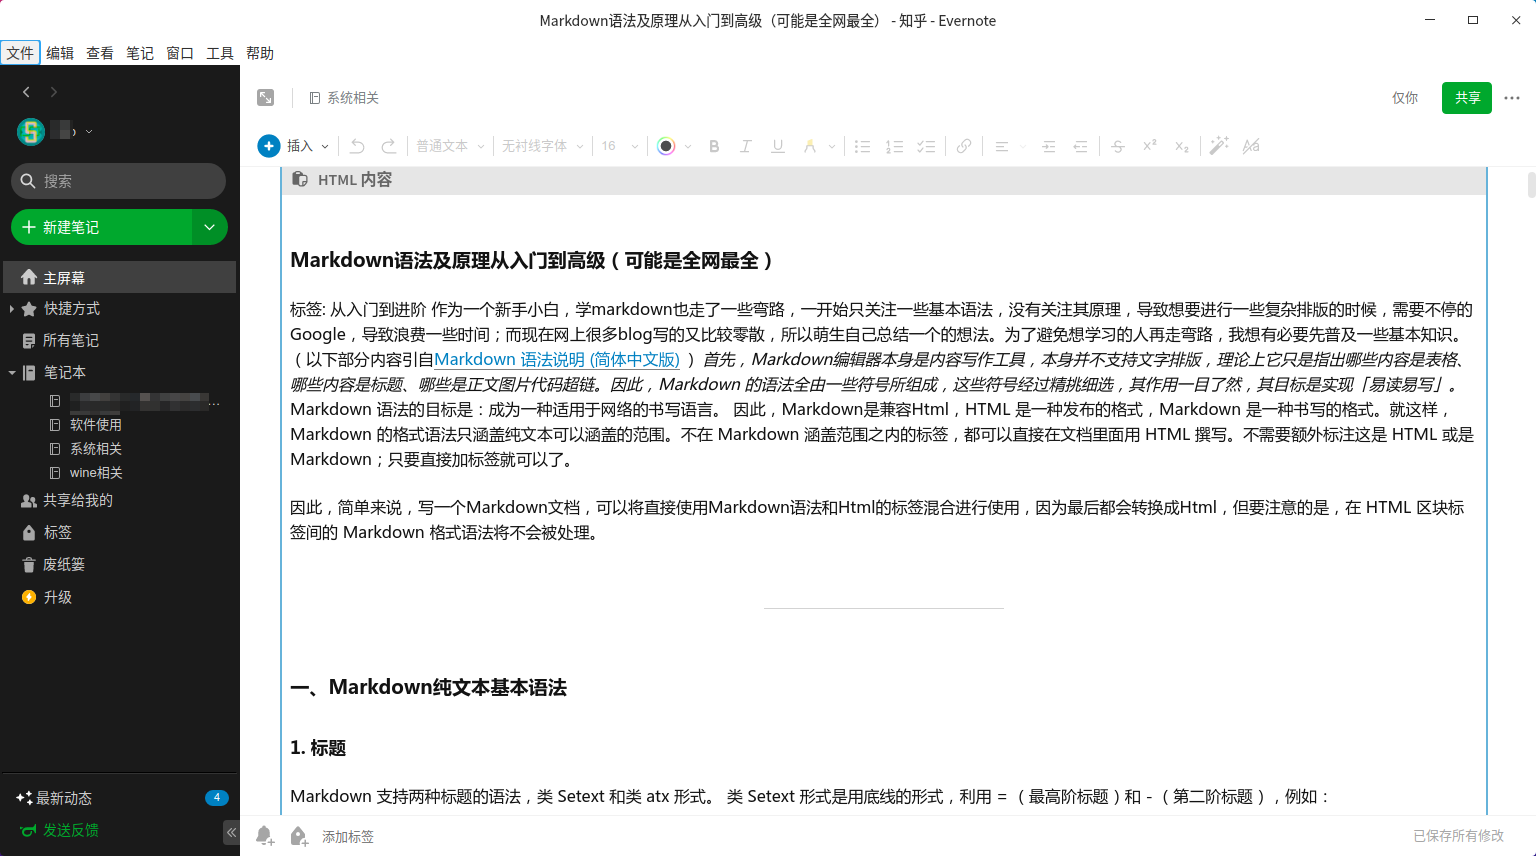 Markdown语法及原理从入门到高级（可能是全网最全） - 知乎 - Evernote
文件 编辑 查看 笔记 窗口 工具 帮助
系统相关
仅你
共享
搜索
新建笔记
主屏幕
快捷方式
所有笔记
笔记本
软件使用
系统相关
wine相关
共享给我的
标签
废纸篓
升级
最新动态
4
发送反馈
插入
普通文本
无衬线字体
16
HTML 内容
Markdown语法及原理从入门到高级（可能是全网最全）
标签: 从入门到进阶 作为一个新手小白，学markdown也走了一些弯路，一开始只关注一些基本语法，没有关注其原理，导致想要进行一些复杂排版的时候，需要不停的
Google，导致浪费一些时间；而现在网上很多blog写的又比较零散，所以萌生自己总结一个的想法。为了避免想学习的人再走弯路，我想有必要先普及一些基本知识。
（以下部分内容引自Markdown 语法说明 (简体中文版) ）首先，Markdown编辑器本身是内容写作工具，本身并不支持文字排版，理论上它只是指出哪些内容是表格、
哪些内容是标题、哪些是正文图片代码超链。因此，Markdown 的语法全由一些符号所组成，这些符号经过精挑细选，其作用一目了然，其目标是实现「易读易写」。
Markdown 语法的目标是：成为一种适用于网络的书写语言。 因此，Markdown是兼容Html，HTML 是一种发布的格式，Markdown 是一种书写的格式。就这样，
Markdown 的格式语法只涵盖纯文本可以涵盖的范围。不在 Markdown 涵盖范围之内的标签，都可以直接在文档里面用 HTML 撰写。不需要额外标注这是 HTML 或是
Markdown；只要直接加标签就可以了。
因此，简单来说，写一个Markdown文档，可以将直接使用Markdown语法和Html的标签混合进行使用，因为最后都会转换成Html，但要注意的是，在 HTML 区块标
签间的 Markdown 格式语法将不会被处理。
一、Markdown纯文本基本语法
1. 标题
Markdown 支持两种标题的语法，类 Setext 和类 atx 形式。 类 Setext 形式是用底线的形式，利用 = （最高阶标题）和 - （第二阶标题），例如：
添加标签
已保存所有修改